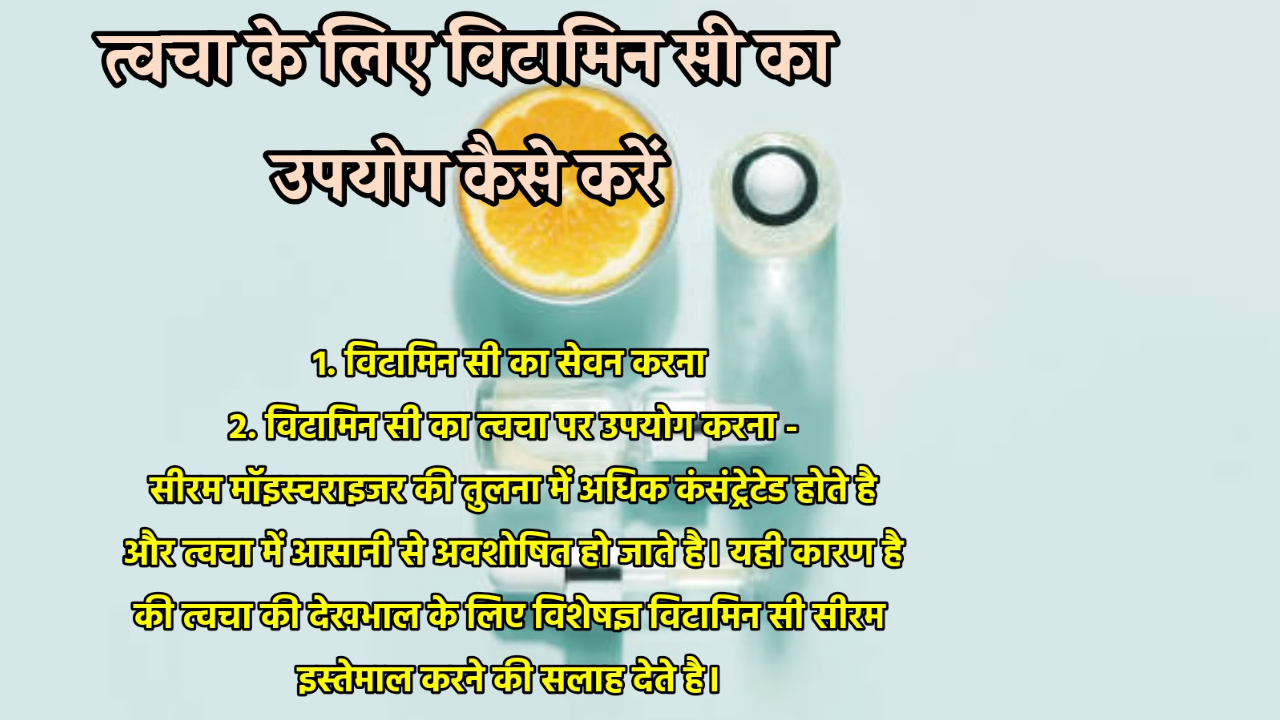 त्वचा के लिए विटामिन सी का
उपयोग कैसे करें
1. विटामिन सी का सेवन करना
2. विटामिन सी का त्वचा पर उपयोग करना -
सीरम मॉइस्चराइजर की तुलना में अधिक कंसंट्रेटेड होते है
और त्वचा में आसानी से अवशोषित हो जाते है। यही कारण है
की त्वचा की देखभाल के लिए विशेषज्ञ विटामिन सी सीरम
इस्तेमाल करने की सलाह देते है।